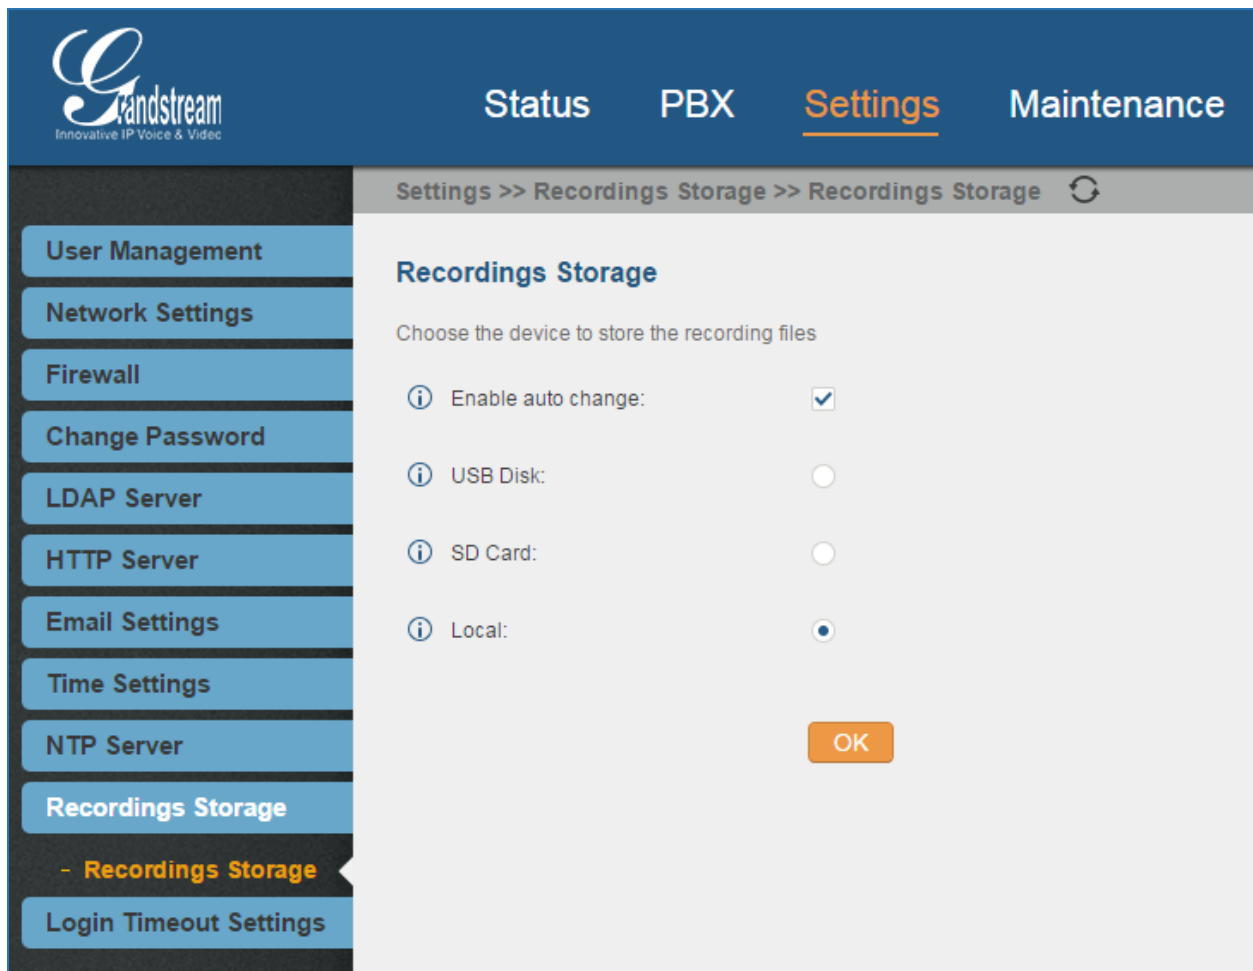 Grandstream
Innovative IP Voice & Video
Status PBX Settings Maintenance
Settings >> Recordings Storage >> Recordings Storage
User Management
Network Settings
Firewall
Change Password
LDAP Server
HTTP Server
Email Settings
Time Settings
NTP Server
Recordings Storage
- Recordings Storage
Login Timeout Settings
Recordings Storage
Choose the device to store the recording files
Enable auto change:
USB Disk:
SD Card:
Local:
OK